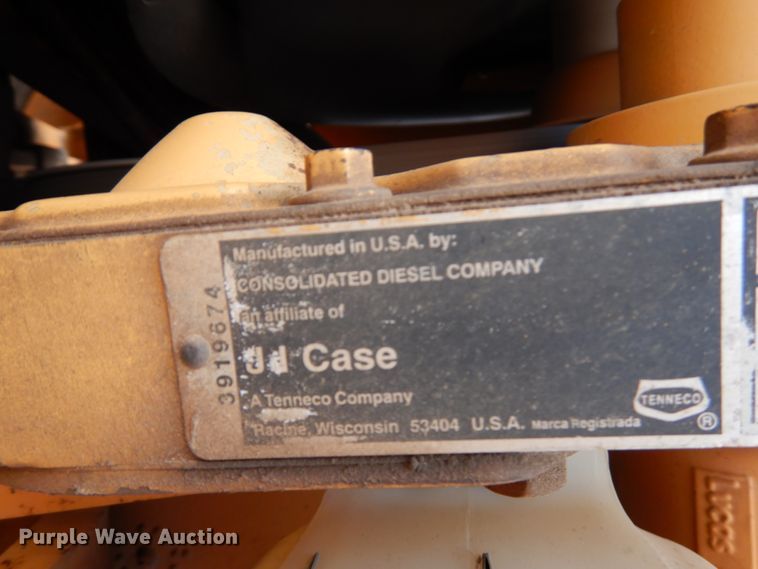 Manufactured in U.S.A. by:
CONSOLIDATED DIESEL COMPANY
an affiliate of
J I Case
A Tenneco Company
Racine, Wisconsin 53404 U.S.A. Marca Registrada
TENNECO
®
3919674
Lucas
Purple Wave Auction